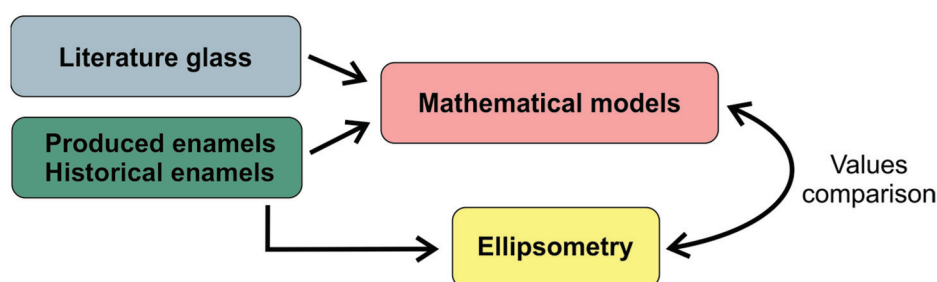 Literature glass
Produced enamels
Historical enamels
Mathematical models
Ellipsometry
Values
comparison